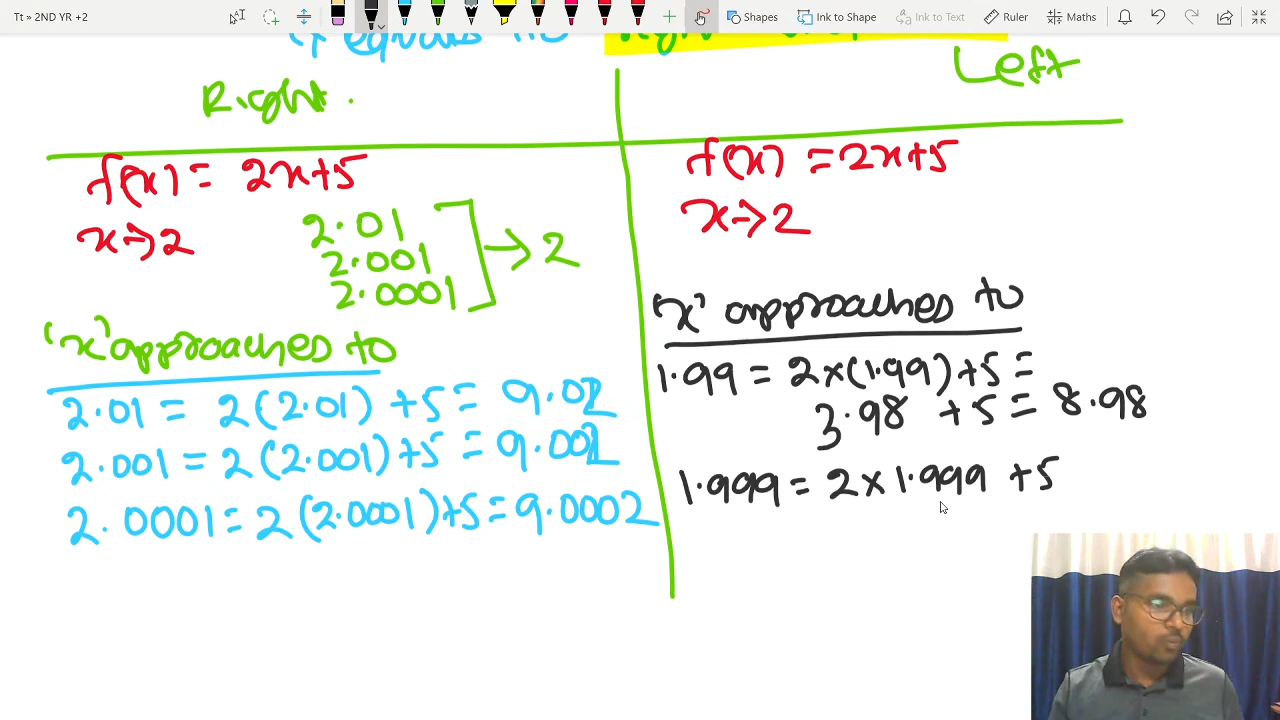 Tt » 2ND YR +2
Shapes
Ink to Shape
Ink to Text
Ruler
Maths
Right.
Left
f(x) = 2x+5
x→2
2.01
2.001
2.0001
→ 2
'x' approaches to
2.01 = 2(2.01) +5 = 9.02
2.001 = 2(2.001)+5 = 9.002
2.0001 = 2(2.0001)+5 = 9.0002
f(x) = 2x+5
x→2
'x' approaches to
1.99 = 2×(1.99)+5 =
3.98 +5 = 8.98
1.999 = 2×1.999 +5